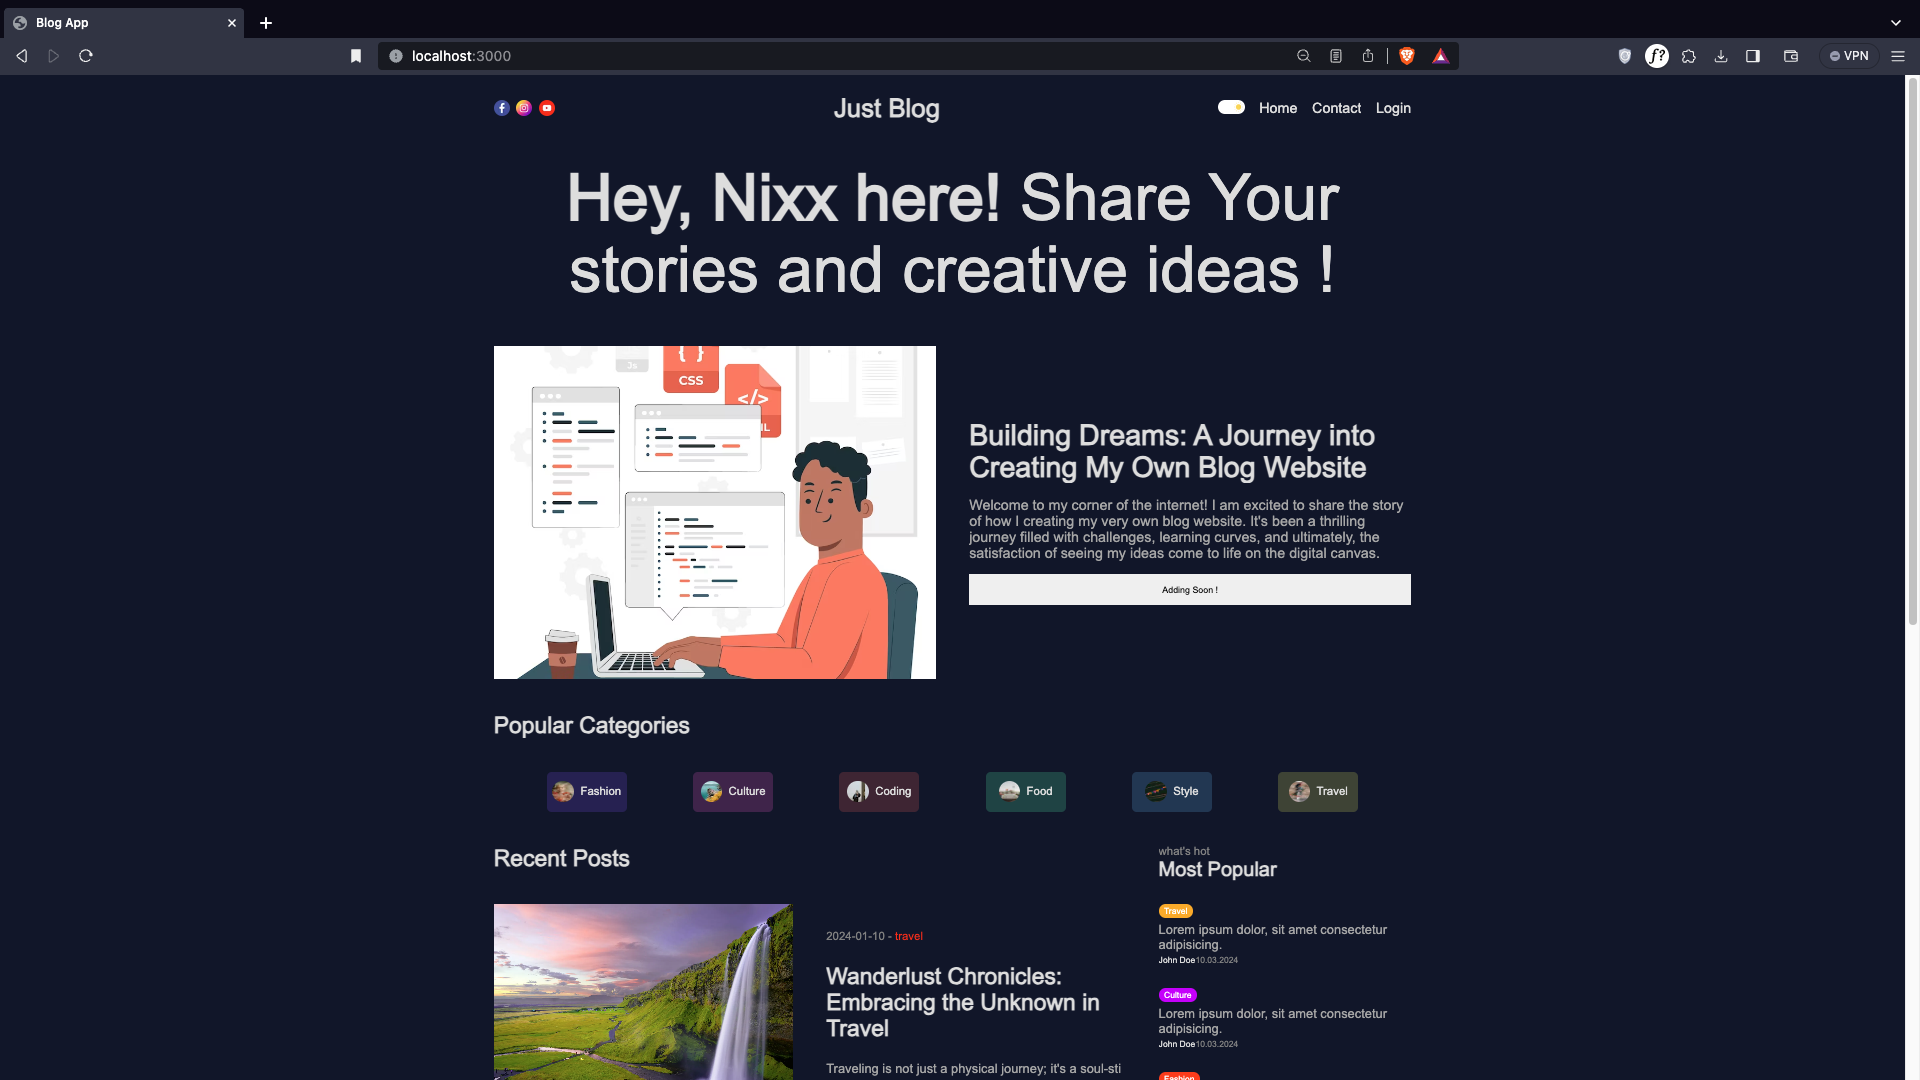 Blog App
localhost:3000
VPN
Just Blog
Home Contact Login
Hey, Nixx here! Share Your
stories and creative ideas !
Js
{ }
CSS
</>
Building Dreams: A Journey into
Creating My Own Blog Website
Welcome to my corner of the internet! I am excited to share the story
of how I creating my very own blog website. It's been a thrilling
journey filled with challenges, learning curves, and ultimately, the
satisfaction of seeing my ideas come to life on the digital canvas.
Adding Soon !
Popular Categories
Fashion
Culture
Coding
Food
Style
Travel
Recent Posts
2024-01-10 - travel
Wanderlust Chronicles:
Embracing the Unknown in
Travel
Traveling is not just a physical journey; it's a soul-sti
what's hot
Most Popular
Travel
Lorem ipsum dolor, sit amet consectetur
adipisicing.
John Doe10.03.2024
Culture
Lorem ipsum dolor, sit amet consectetur
adipisicing.
John Doe10.03.2024
Fashion